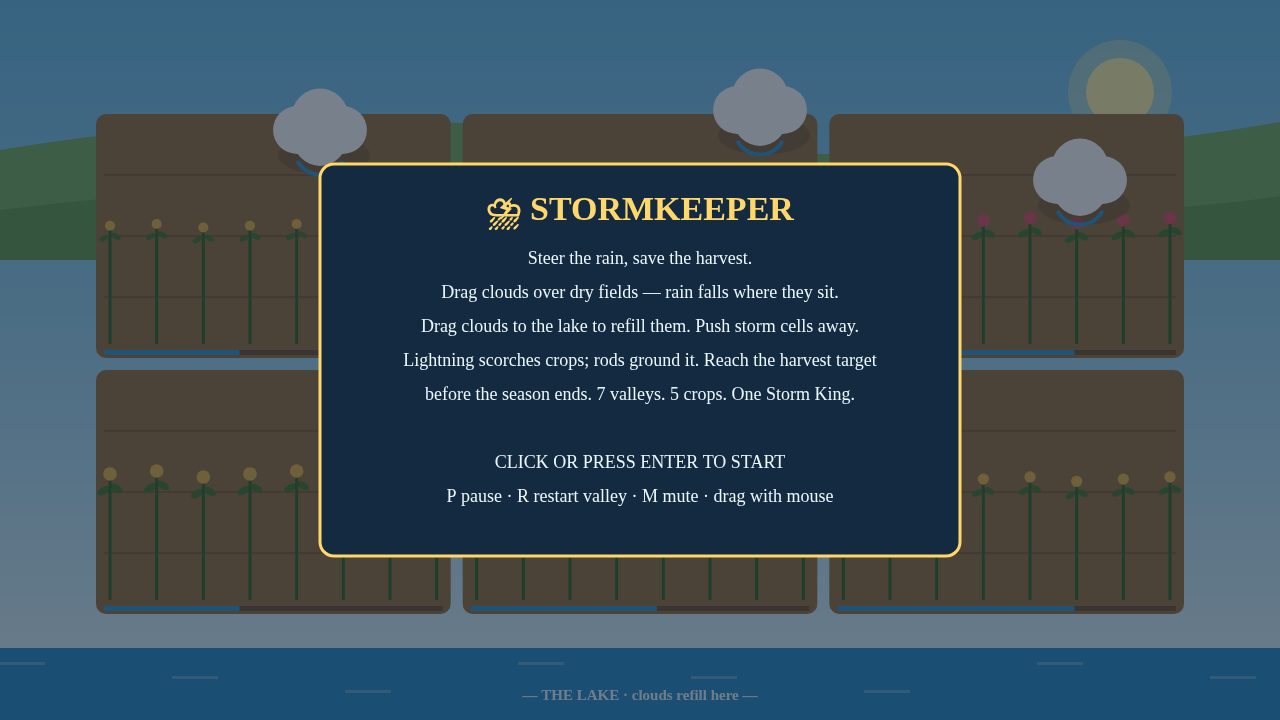 ⛈ STORMKEEPER
Steer the rain, save the harvest.
Drag clouds over dry fields — rain falls where they sit.
Drag clouds to the lake to refill them. Push storm cells away.
Lightning scorches crops; rods ground it. Reach the harvest target
before the season ends. 7 valleys. 5 crops. One Storm King.
CLICK OR PRESS ENTER TO START
P pause · R restart valley · M mute · drag with mouse
— THE LAKE · clouds refill here —